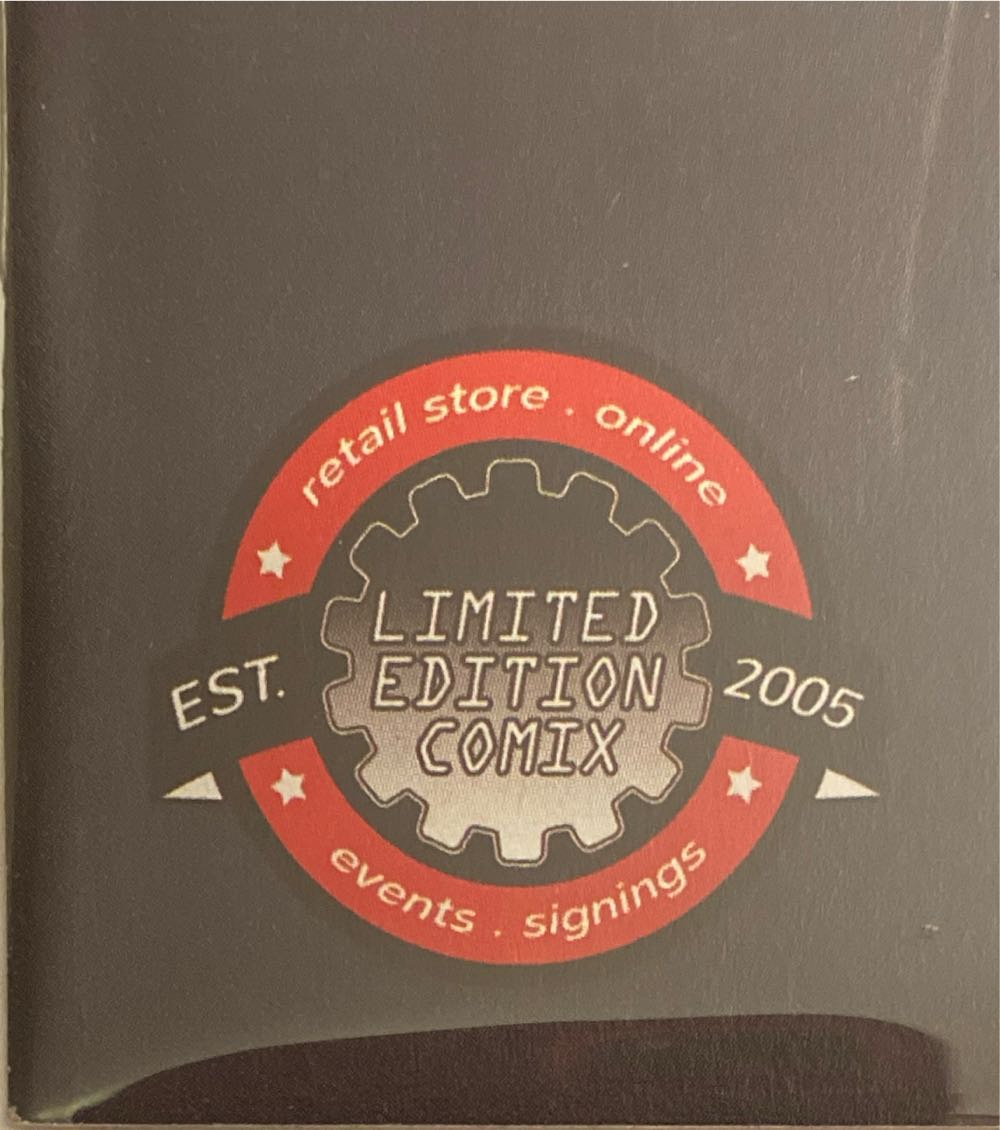 retail store . online
LIMITED
EDITION
COMIX
EST. 2005
events . signings